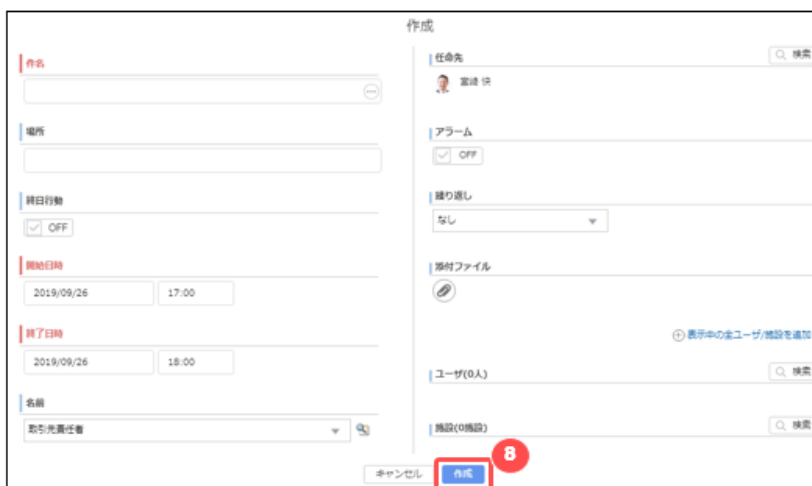 作成
件名
場所
終日行動
OFF
開始日時
2019/09/26 17:00
終了日時
2019/09/26 18:00
名前
取引先責任者
任命先 検索
宮崎 快
アラーム
OFF
繰り返し
なし
添付ファイル
表示中の全ユーザ/施設を追加
ユーザ(0人) 検索
施設(0施設) 検索
キャンセル 作成
8